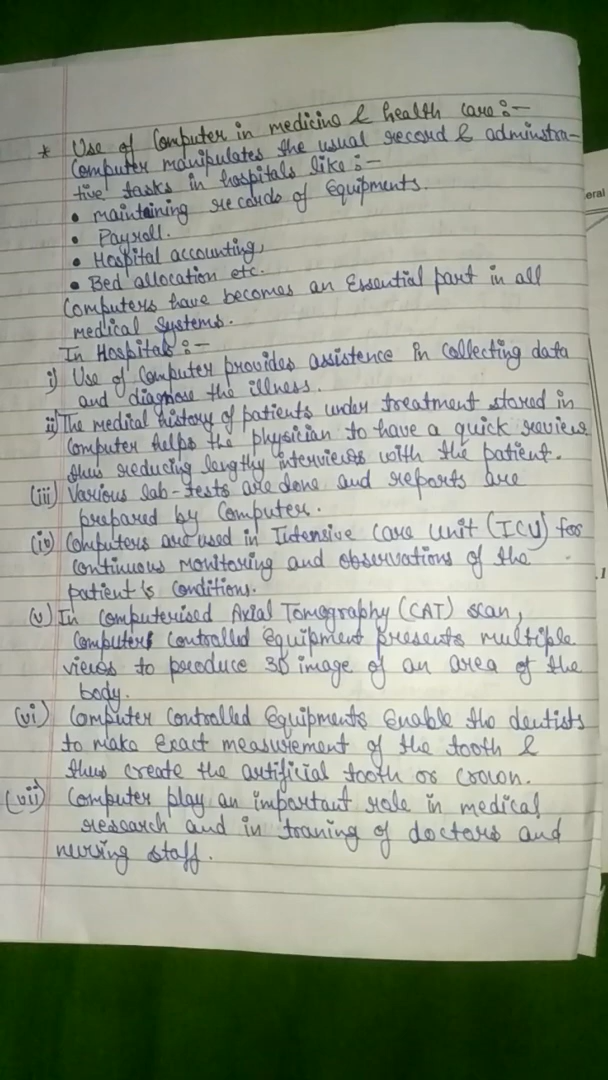 * Use of Computer in medicine & health care :-
Computer manipulates the usual record & adminstra-
tive tasks in hospitals like :-
• maintaining records of Equipments.
• Payroll.
• Hospital accounting,
• Bed allocation etc.
Computers have becomes an Essential part in all
medical systems.
In Hospitals :-
i) Use of Computer provides assistence in collecting data
and diagnose the illness.
ii) The medical history of patients under treatment stored in
Computer helps the physician to have a quick review
thus reducing lengthy interviews with the patient.
(iii) Various lab-tests are done and reports are
prepared by Computer.
(iv) Computers are used in Intensive Care Unit (ICU) for
Continuous Monitoring and observations of the
patient's Conditions.
(v) In Computerised Axial Tomography (CAT) scan,
Computers Controlled Equipment presents multiple
views to produce 3D image of an area of the
body.
(vi) Computer Controlled Equipments Enable the dentists
to make Exact measurement of the tooth &
thus create the artificial tooth or crown.
(vii) Computer play an important role in medical
research and in traning of doctors and
nursing staff.
eral
.1